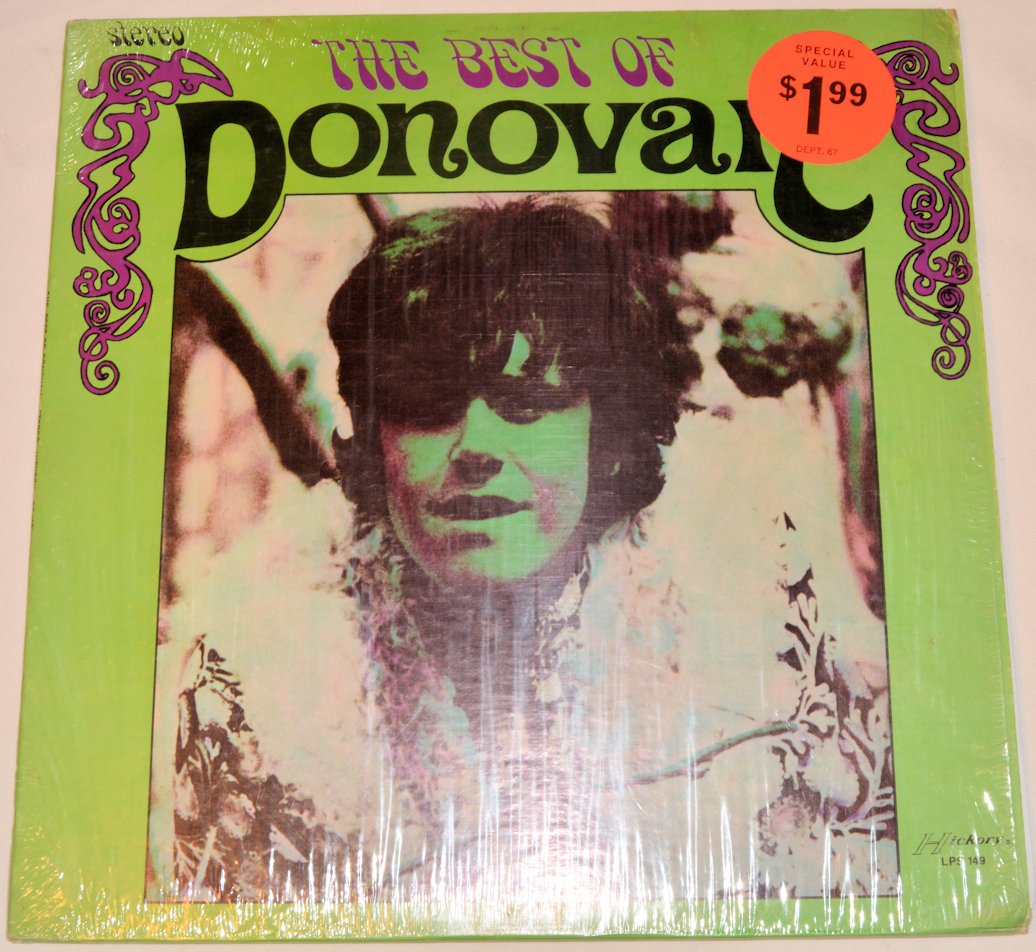 stereo
THE BEST OF
Donovan
SPECIAL
VALUE
$1.99
DEPT. 67
Hickory
LPS 149